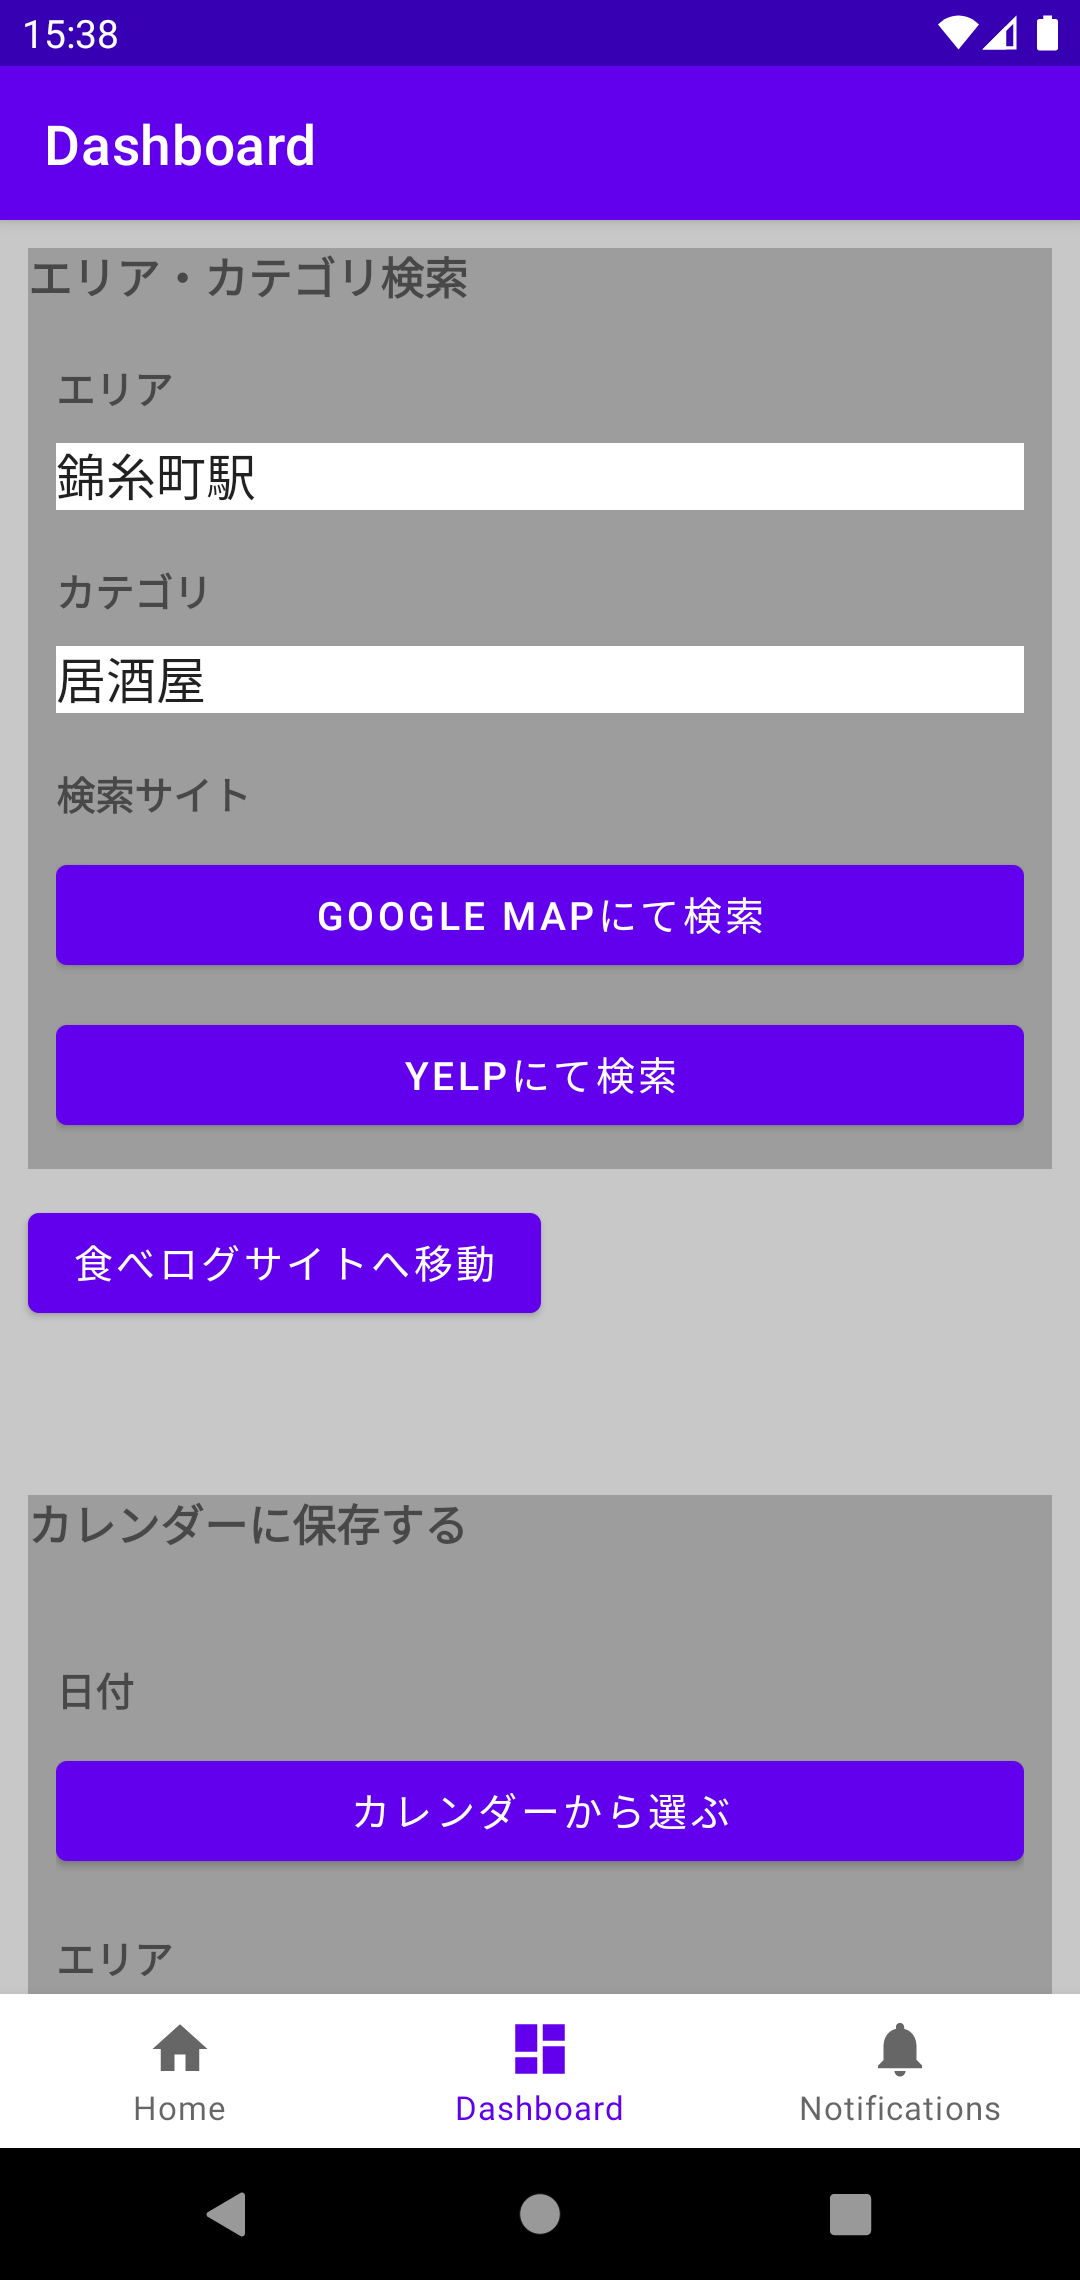 15:38
Dashboard
エリア・カテゴリ検索
エリア
錦糸町駅
カテゴリ
居酒屋
検索サイト
GOOGLE MAPにて検索
YELPにて検索
食べログサイトへ移動
カレンダーに保存する
日付
カレンダーから選ぶ
エリア
Home
Dashboard
Notifications